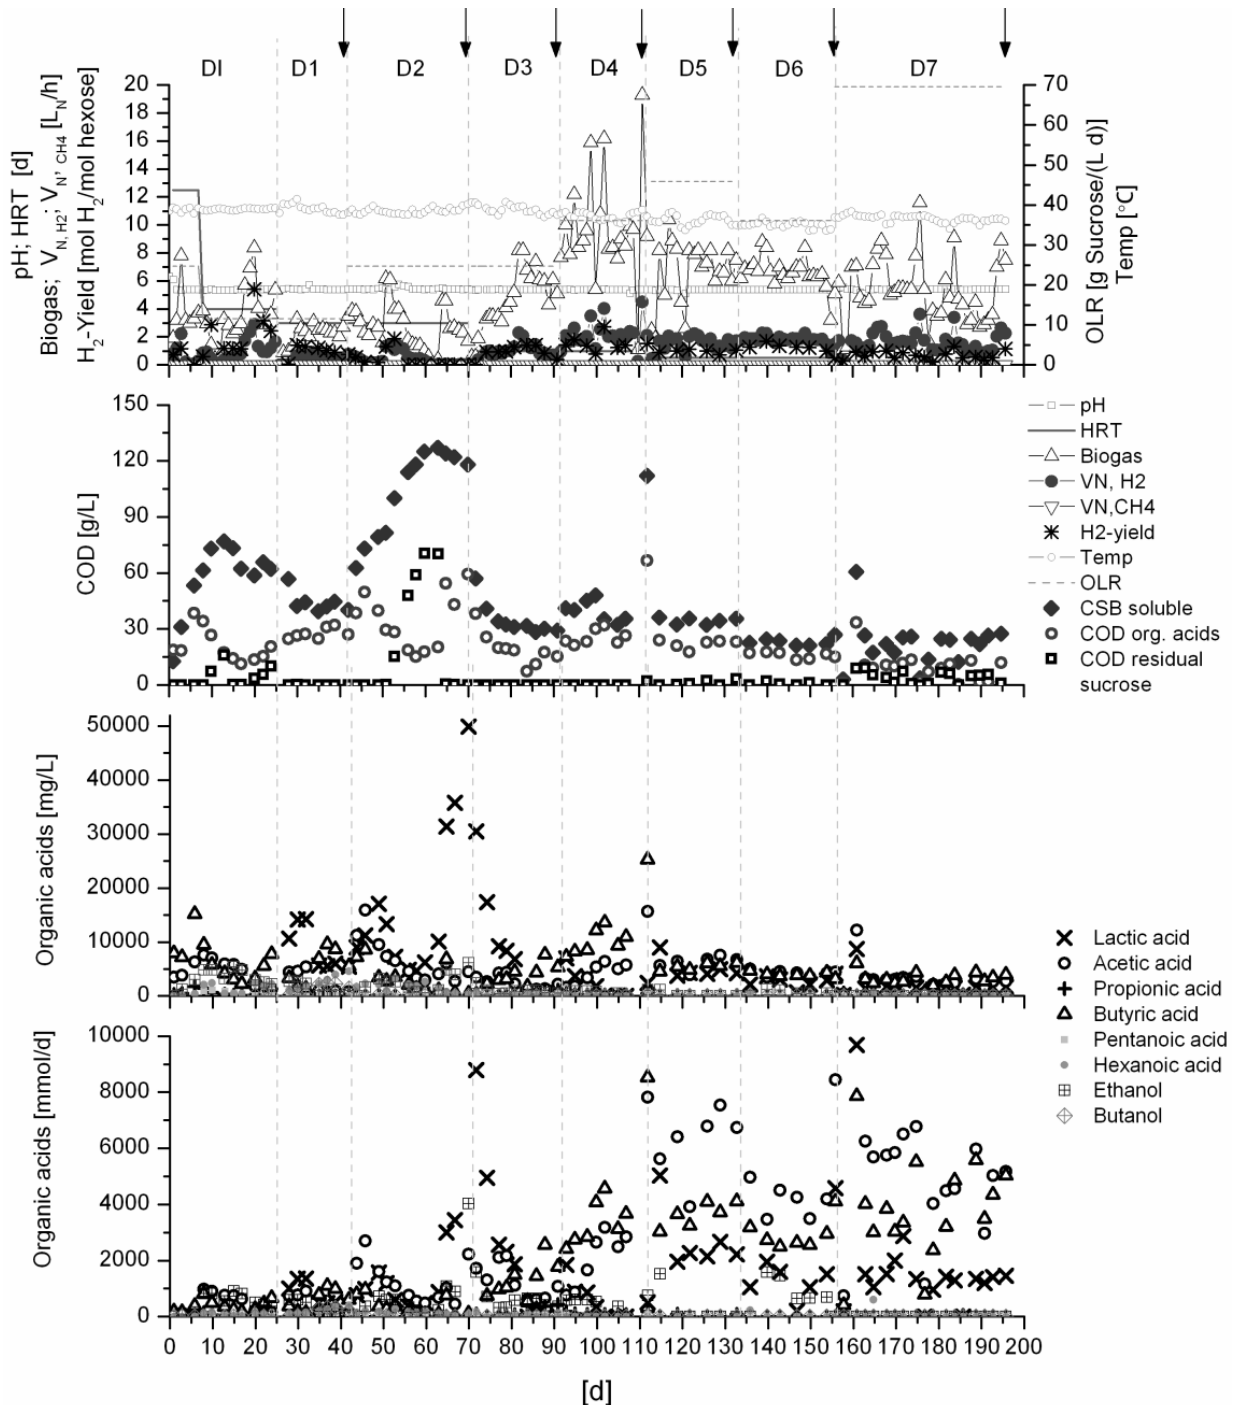 DI D1 D2 D3 D4 D5 D6 D7
pH; HRT [d]
Biogas; V N, H2; V N, CH4 [L N/h]
H2-Yield [mol H2/mol hexose]
20
18
16
14
12
10
8
6
4
2
0
70
60
50
40
30
20
10
0
OLR [g Sucrose/(L d)]
Temp [°C]
COD [g/L]
150
120
90
60
30
0
pH
HRT
Biogas
VN, H2
VN,CH4
H2-yield
Temp
OLR
CSB soluble
COD org. acids
COD residual
sucrose
Organic acids [mg/L]
50000
40000
30000
20000
10000
0
Lactic acid
Acetic acid
Propionic acid
Butyric acid
Pentanoic acid
Hexanoic acid
Ethanol
Butanol
Organic acids [mmol/d]
10000
8000
6000
4000
2000
0
0 10 20 30 40 50 60 70 80 90 100 110 120 130 140 150 160 170 180 190 200
[d]